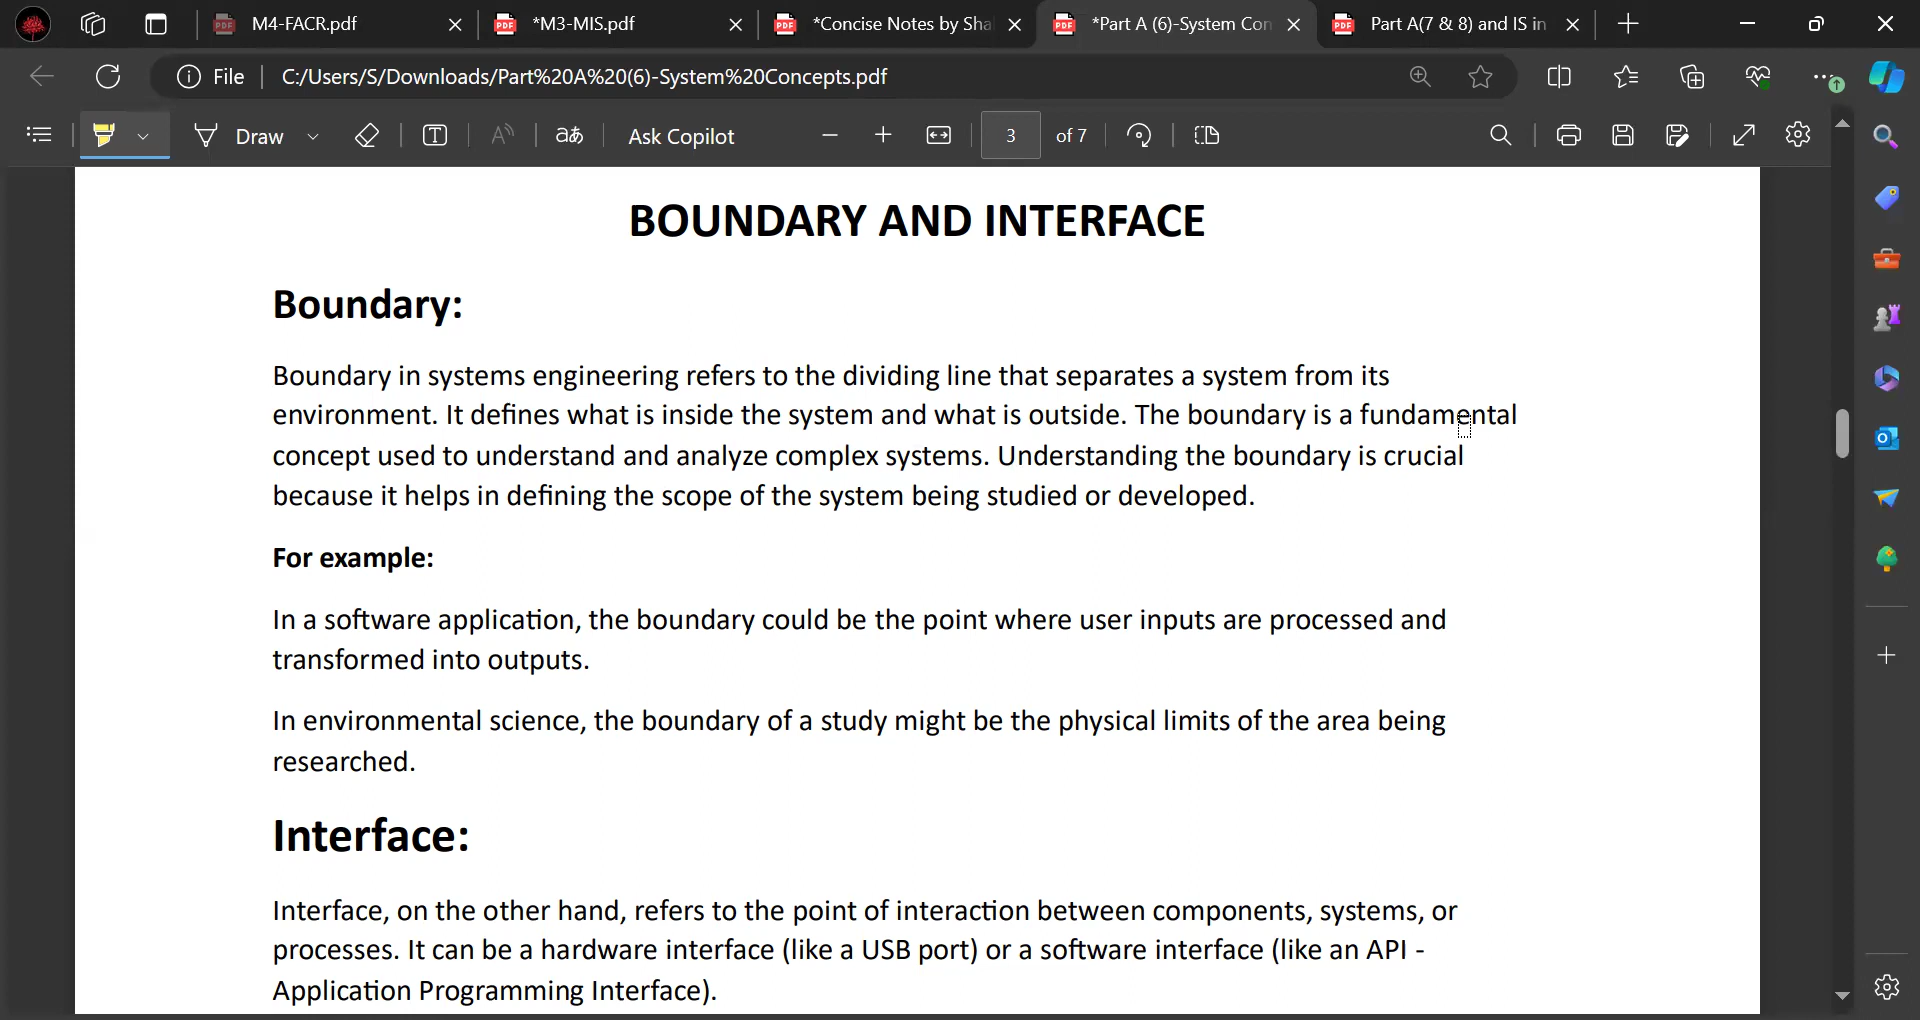 M4-FACR.pdf
*M3-MIS.pdf
*Concise Notes by Sha
*Part A (6)-System Con
Part A(7 & 8) and IS in
File
C:/Users/S/Downloads/Part%20A%20(6)-System%20Concepts.pdf
Draw
Ask Copilot
3 of 7
BOUNDARY AND INTERFACE
Boundary:
Boundary in systems engineering refers to the dividing line that separates a system from its
environment. It defines what is inside the system and what is outside. The boundary is a fundamental
concept used to understand and analyze complex systems. Understanding the boundary is crucial
because it helps in defining the scope of the system being studied or developed.
For example:
In a software application, the boundary could be the point where user inputs are processed and
transformed into outputs.
In environmental science, the boundary of a study might be the physical limits of the area being
researched.
Interface:
Interface, on the other hand, refers to the point of interaction between components, systems, or
processes. It can be a hardware interface (like a USB port) or a software interface (like an API -
Application Programming Interface).